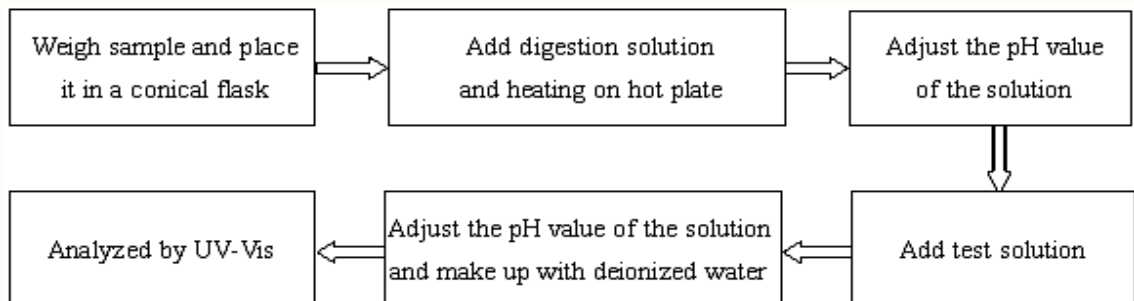 Weigh sample and place
it in a conical flask
Add digestion solution
and heating on hot plate
Adjust the pH value
of the solution
Add test solution
Adjust the pH value of the solution
and make up with deionized water
Analyzed by UV-Vis